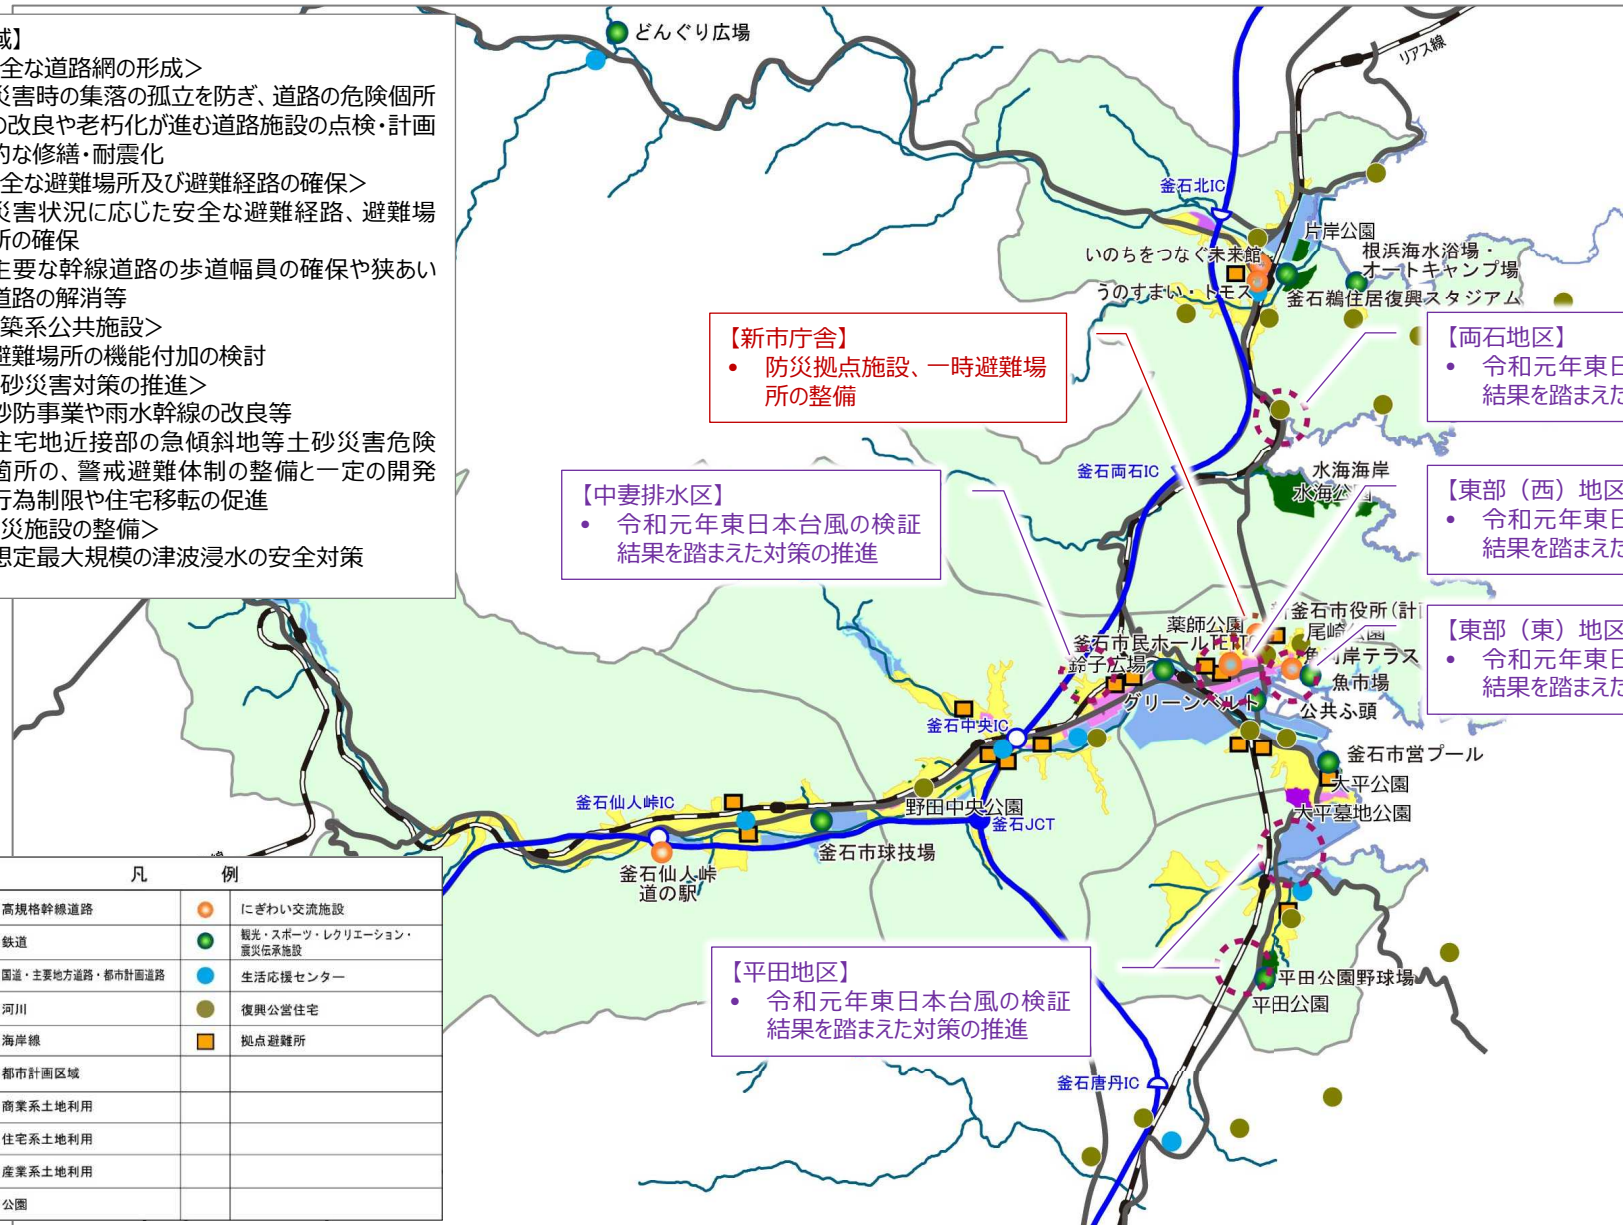 域】
全な道路網の形成＞
災害時の集落の孤立を防ぎ、道路の危険個所
の改良や老朽化が進む道路施設の点検・計画
的な修繕・耐震化
全な避難場所及び避難経路の確保＞
災害状況に応じた安全な避難経路、避難場
所の確保
主要な幹線道路の歩道幅員の確保や狭あい
道路の解消等
築系公共施設＞
避難場所の機能付加の検討
砂災害対策の推進＞
砂防事業や雨水幹線の改良等
住宅地近接部の急傾斜地等土砂災害危険
箇所の、警戒避難体制の整備と一定の開発
行為制限や住宅移転の促進
災施設の整備＞
想定最大規模の津波浸水の安全対策
どんぐり広場
リアス線
釜石北IC
片岸公園
いのちをつなぐ未来館
根浜海水浴場・
オートキャンプ場
うのすまい・トモス
釜石鵜住居復興スタジアム
【新市庁舎】
• 防災拠点施設、一時避難場
所の整備
【両石地区】
• 令和元年東日
結果を踏まえた
釜石両石IC
水海海岸
水海公園
【中妻排水区】
• 令和元年東日本台風の検証
結果を踏まえた対策の推進
【東部（西）地区
• 令和元年東日
結果を踏まえた
釜石市役所（計
薬師公園
尾崎公園
釜石市民ホールTETTO
魚河岸テラス
鈴子広場
魚市場
グリーンベルト
公共ふ頭
【東部（東）地区
• 令和元年東日
結果を踏まえた
釜石中央IC
釜石市営プール
大平公園
大平墓地公園
釜石仙人峠IC
野田中央公園
釜石JCT
釜石市球技場
釜石仙人峠
道の駅
線
【平田地区】
• 令和元年東日本台風の検証
結果を踏まえた対策の推進
平田公園野球場
平田公園
釜石唐丹IC
凡 例
高規格幹線道路 にぎわい交流施設
鉄道 観光・スポーツ・レクリエーション・
震災伝承施設
国道・主要地方道路・都市計画道路 生活応援センター
河川 復興公営住宅
海岸線 拠点避難所
都市計画区域
商業系土地利用
住宅系土地利用
産業系土地利用
公園